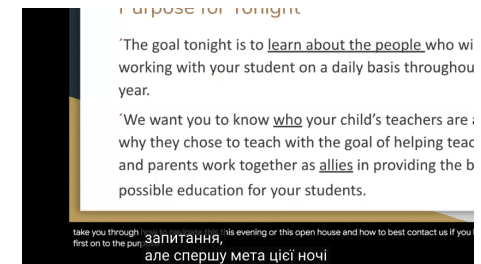 Purpose for Tonight
´The goal tonight is to learn about the people who wi
working with your student on a daily basis throughou
year.
´We want you to know who your child's teachers are a
why they chose to teach with the goal of helping teac
and parents work together as allies in providing the b
possible education for your students.
take you through how to navigate this this evening or this open house and how to best contact us if you
first on to the purpose
запитання,
але спершу мета цієї ночі